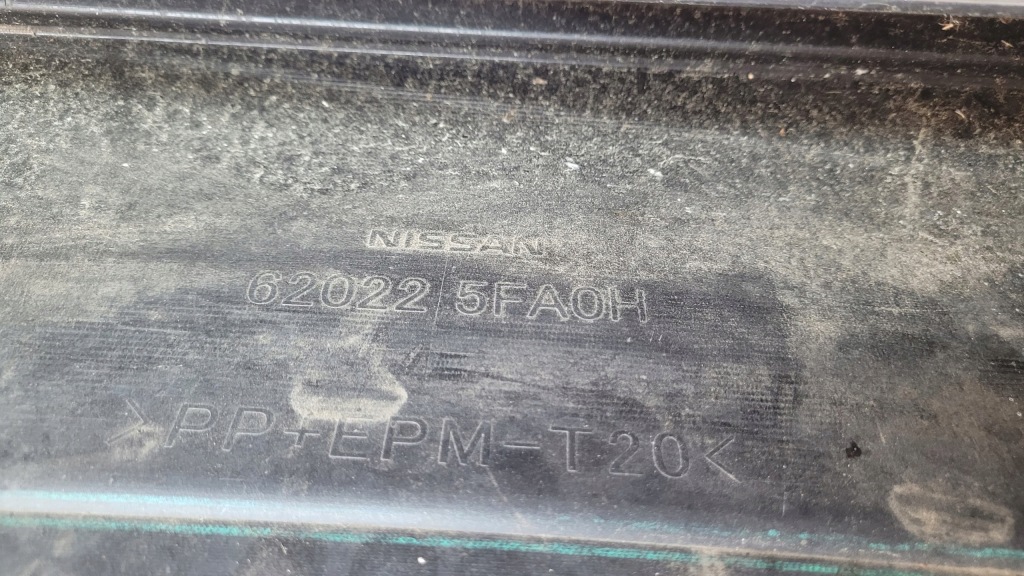 NISSAN
62022 5FA0H
>PP+EPM-T20<